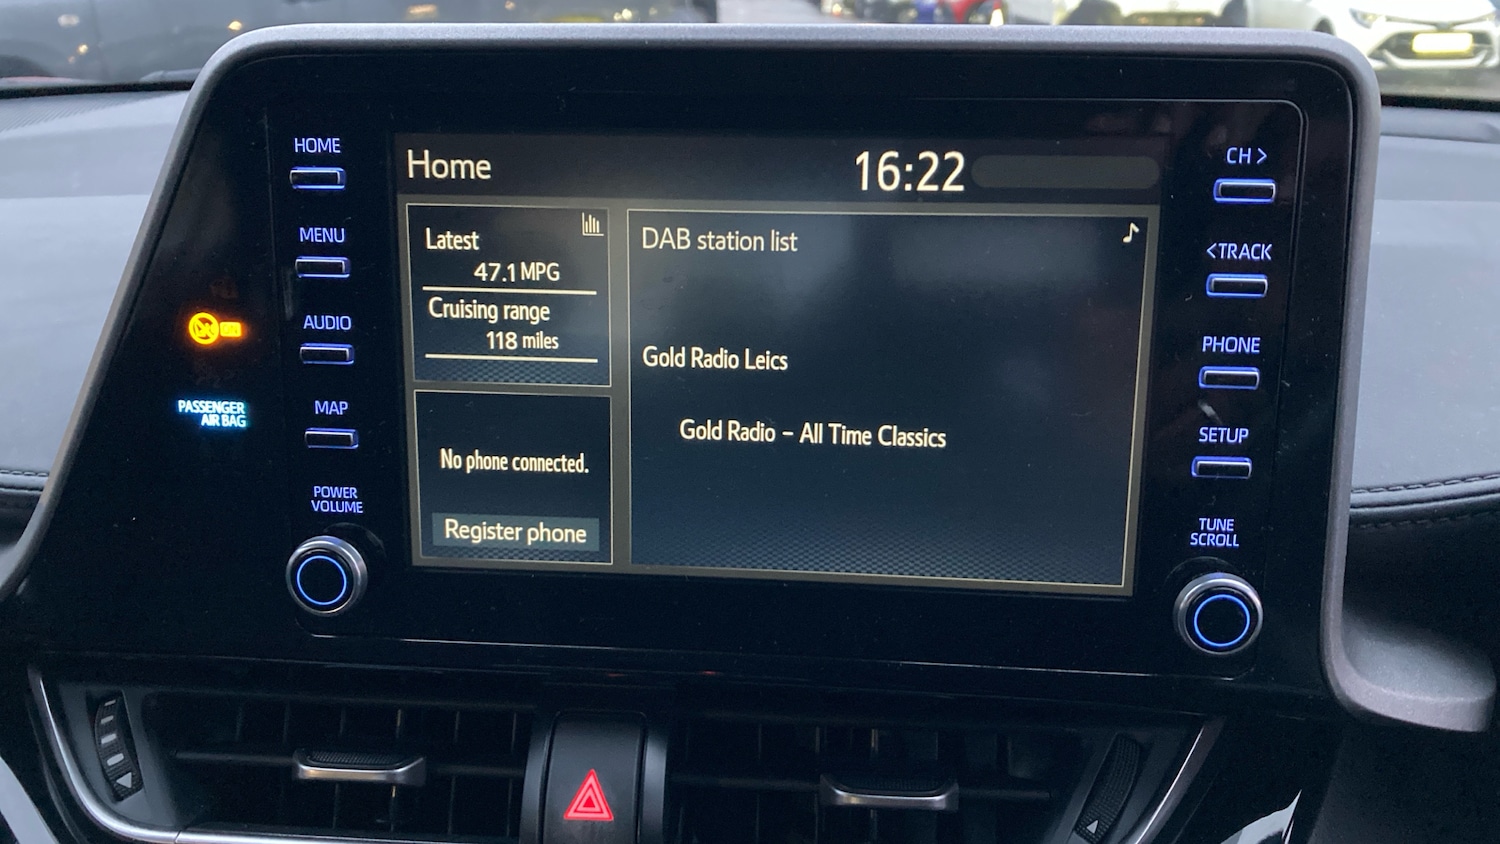 HOME
MENU
AUDIO
MAP
POWER
VOLUME
PASSENGER
AIR BAG
ON
Home
16:22
Latest
47.1 MPG
Cruising range
118 miles
No phone connected.
Register phone
DAB station list
Gold Radio Leics
Gold Radio – All Time Classics
CH >
<TRACK
PHONE
SETUP
TUNE
SCROLL